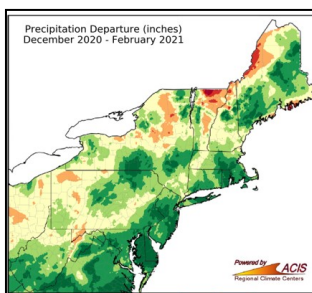 Precipitation Departure (inches)
December 2020 - February 2021
Powered by
ACIS
Regional Climate Centers